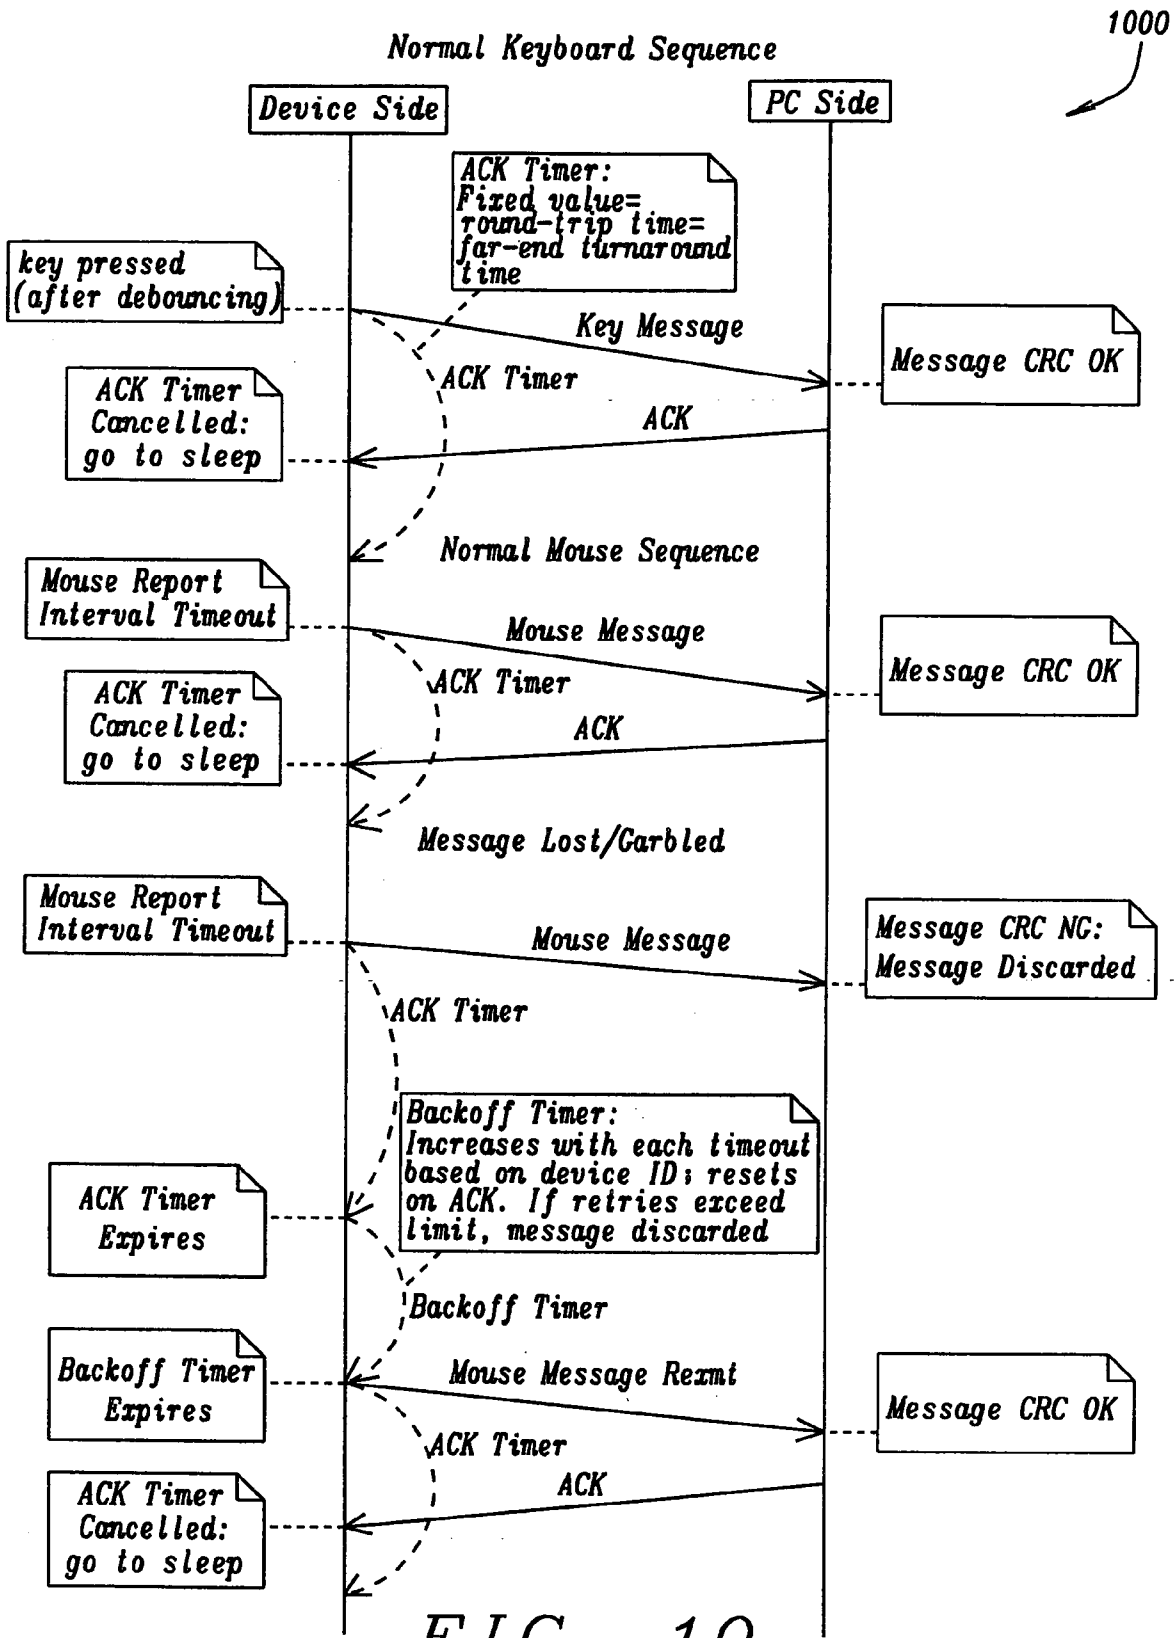 1000
Normal Keyboard Sequence
Device Side
PC Side
ACK Timer:
Fixed value=
round-trip time=
far-end turnaround
time
key pressed
(after debouncing)
Key Message
Message CRC OK
ACK Timer
ACK Timer
Cancelled:
go to sleep
ACK
Normal Mouse Sequence
Mouse Report
Interval Timeout
Mouse Message
Message CRC OK
ACK Timer
ACK Timer
Cancelled:
go to sleep
ACK
Message Lost/Garbled
Mouse Report
Interval Timeout
Mouse Message
Message CRC NG:
Message Discarded
ACK Timer
Backoff Timer:
Increases with each timeout
based on device ID; resets
on ACK. If retries exceed
limit, message discarded
ACK Timer
Expires
Backoff Timer
Backoff Timer
Expires
Mouse Message Rexmt
Message CRC OK
ACK Timer
ACK
ACK Timer
Cancelled:
go to sleep
FIG.